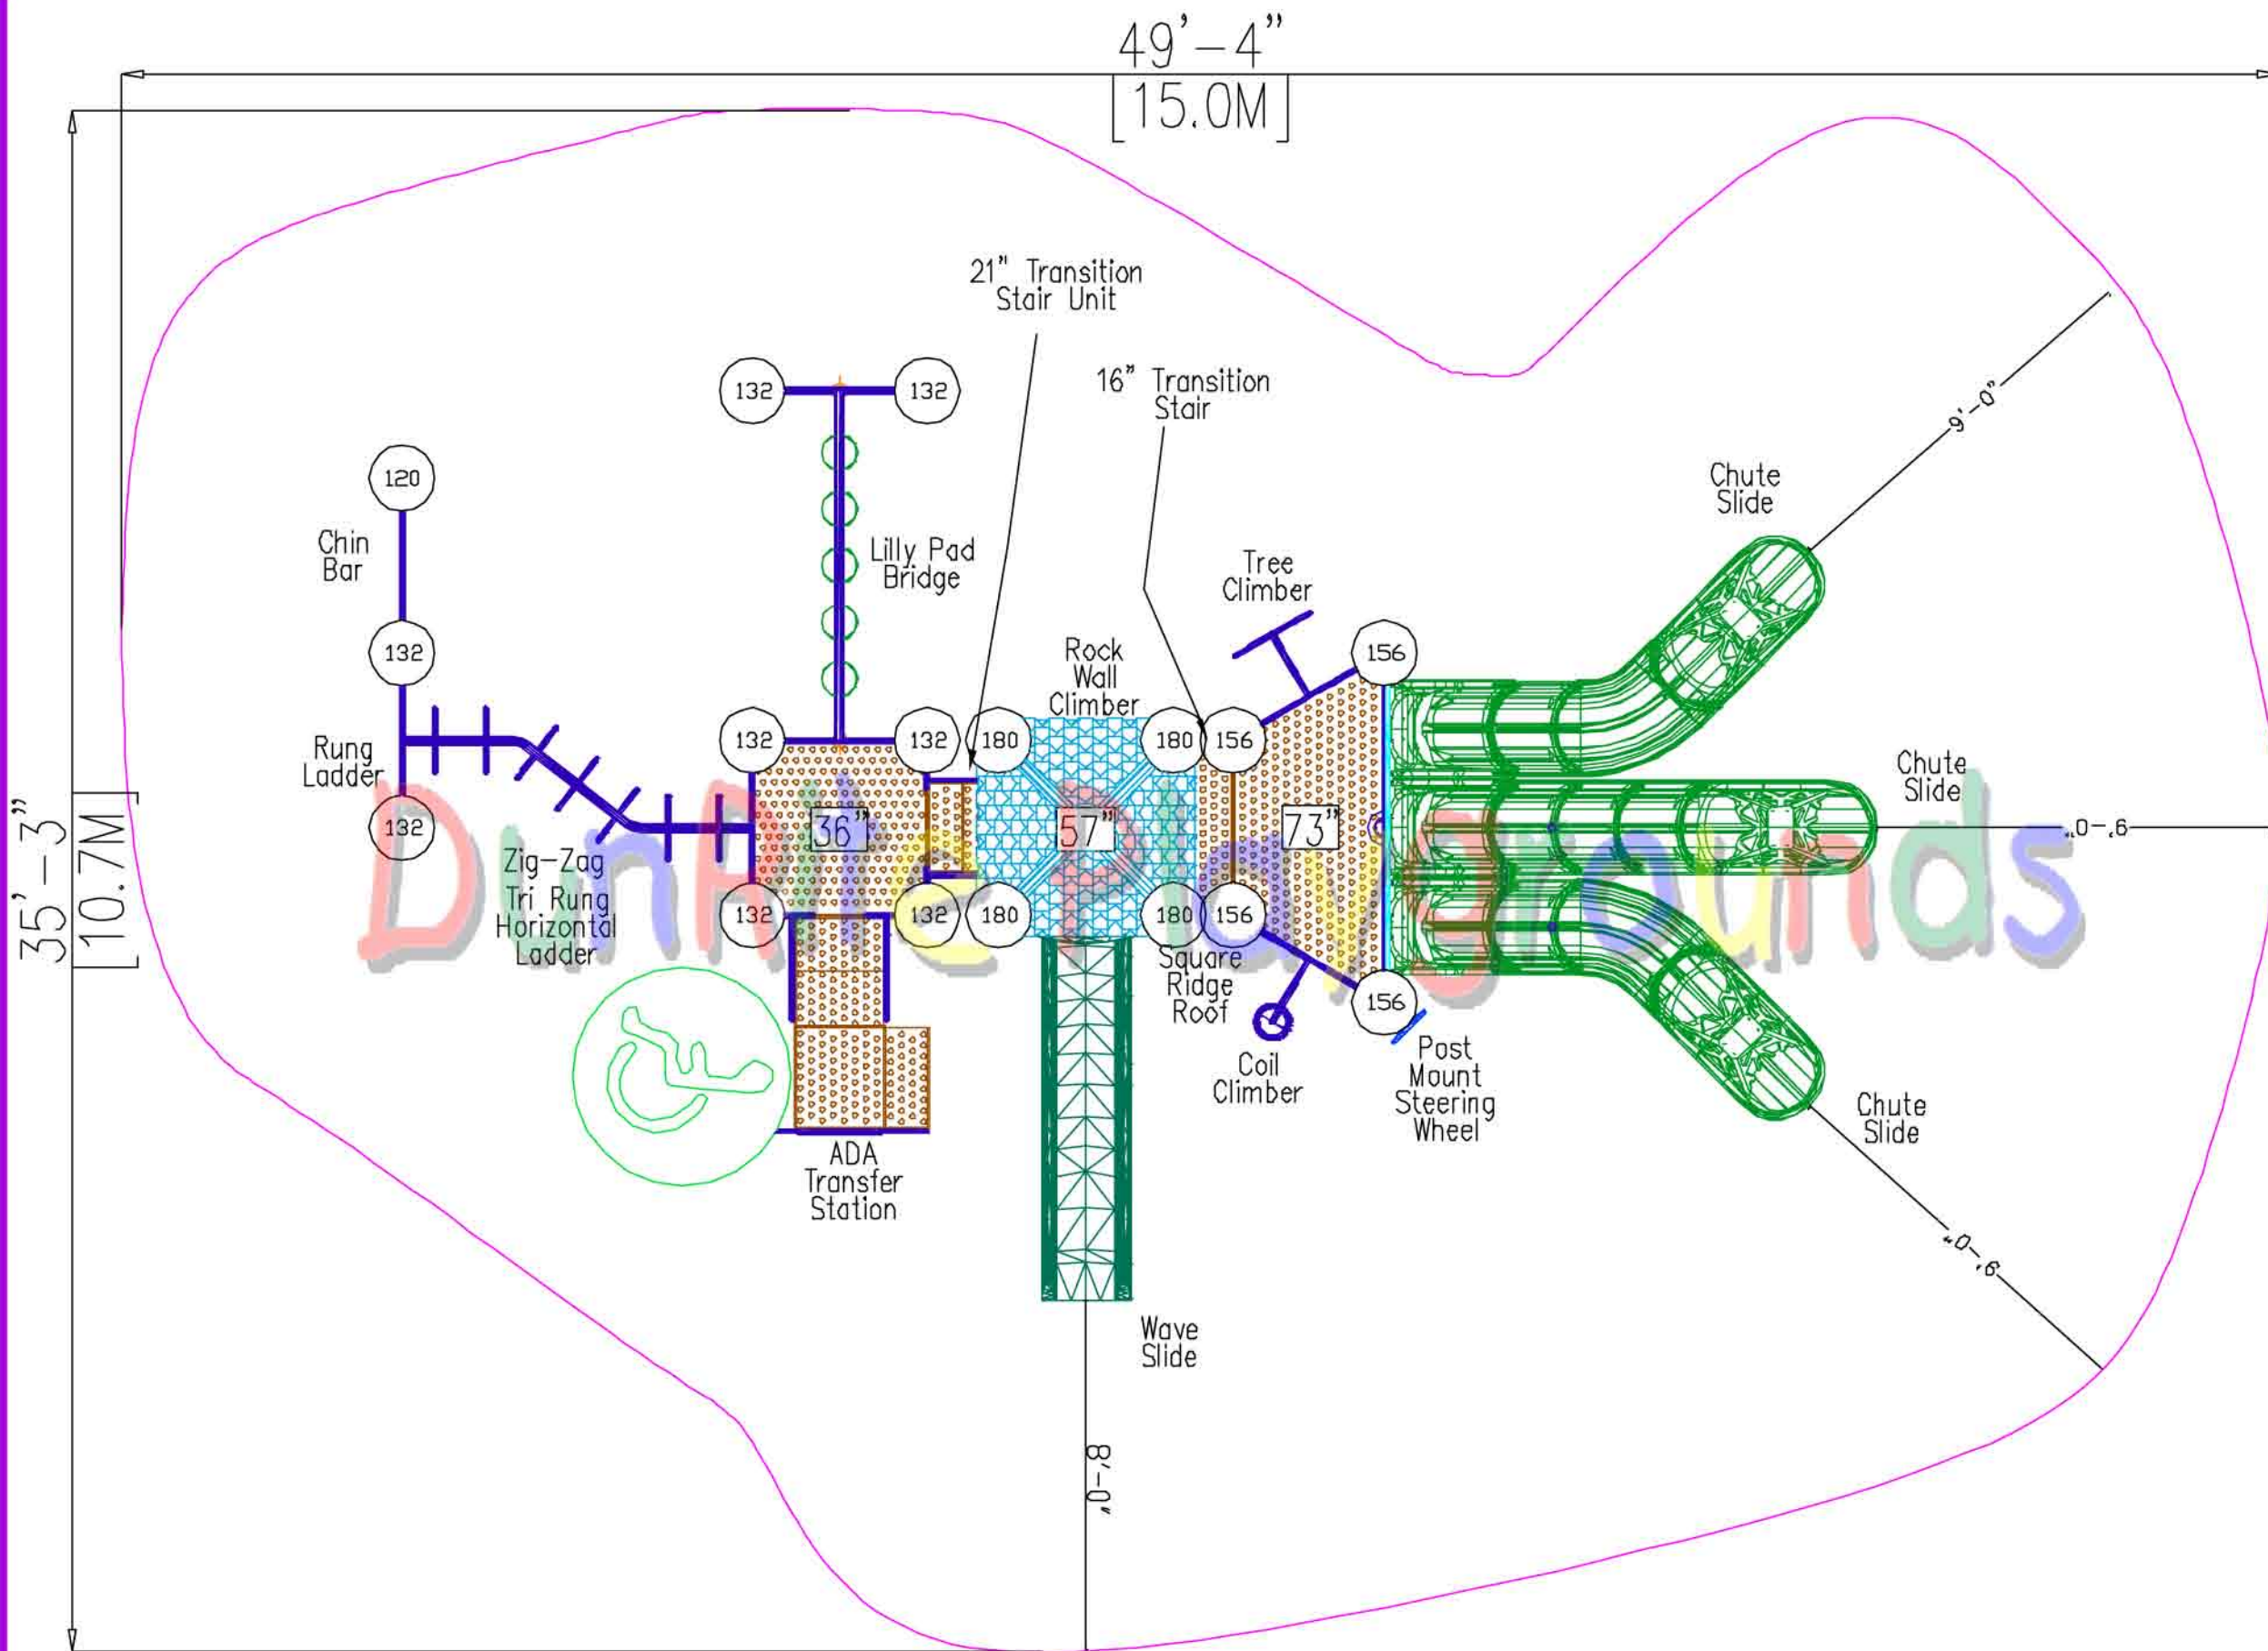 49'-4"
[15.0M]
35'-3"
[10.7M]
21" Transition
Stair Unit
16" Transition
Stair
132
132
120
Chin
Bar
132
Rung
Ladder
132
Zig-Zag
Tri Rung
Horizontal
Ladder
Lilly Pad
Bridge
132
132
36"
132
132
Rock
Wall
Climber
180
180
57"
180
180
Square
Ridge
Roof
Tree
Climber
156
156
73"
156
156
Coil
Climber
Post
Mount
Steering
Wheel
Chute
Slide
9'-0"
Chute
Slide
9'-0"
Chute
Slide
9'-0"
ADA
Transfer
Station
Wave
Slide
8'-0"
DunRite Playgrounds